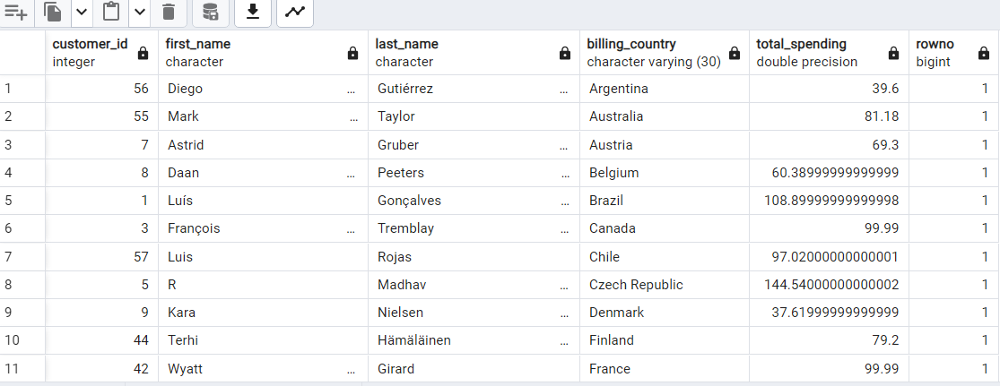 customer_id first_name last_name billing_country total_spending rowno
integer character character character varying (30) double precision bigint
1 56 Diego ... Gutiérrez ... Argentina 39.6 1
2 55 Mark ... Taylor Australia 81.18 1
3 7 Astrid Gruber ... Austria 69.3 1
4 8 Daan ... Peeters ... Belgium 60.38999999999999 1
5 1 Luís Gonçalves ... Brazil 108.89999999999998 1
6 3 François ... Tremblay ... Canada 99.99 1
7 57 Luis Rojas Chile 97.02000000000001 1
8 5 R Madhav ... Czech Republic 144.54000000000002 1
9 9 Kara Nielsen ... Denmark 37.61999999999999 1
10 44 Terhi Hämäläinen ... Finland 79.2 1
11 42 Wyatt ... Girard France 99.99 1